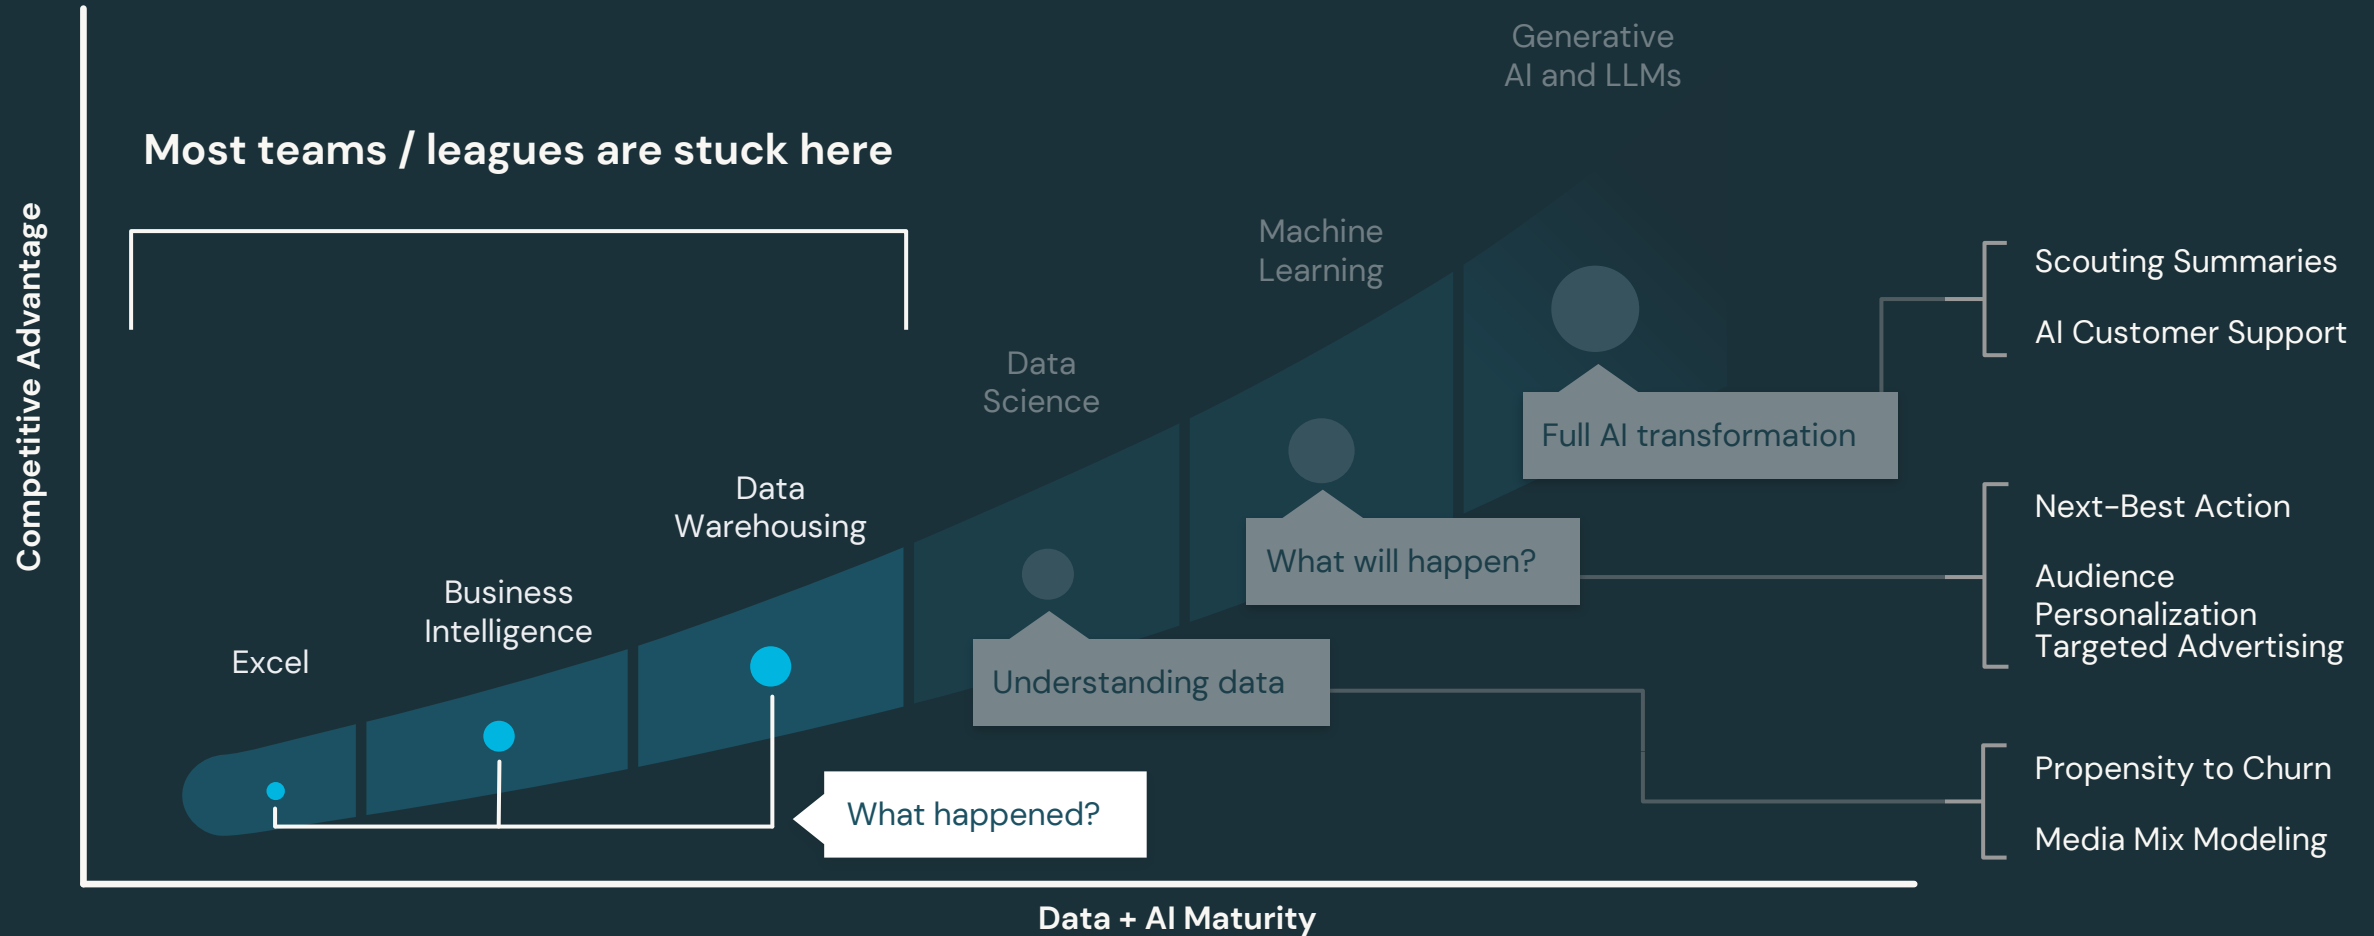 Generative
AI and LLMs
Most teams / leagues are stuck here
Machine
Learning
Data
Science
Data
Warehousing
Business
Intelligence
Excel
Competitive Advantage
Full AI transformation
What will happen?
Understanding data
What happened?
Scouting Summaries
AI Customer Support
Next-Best Action
Audience
Personalization
Targeted Advertising
Propensity to Churn
Media Mix Modeling
Data + AI Maturity